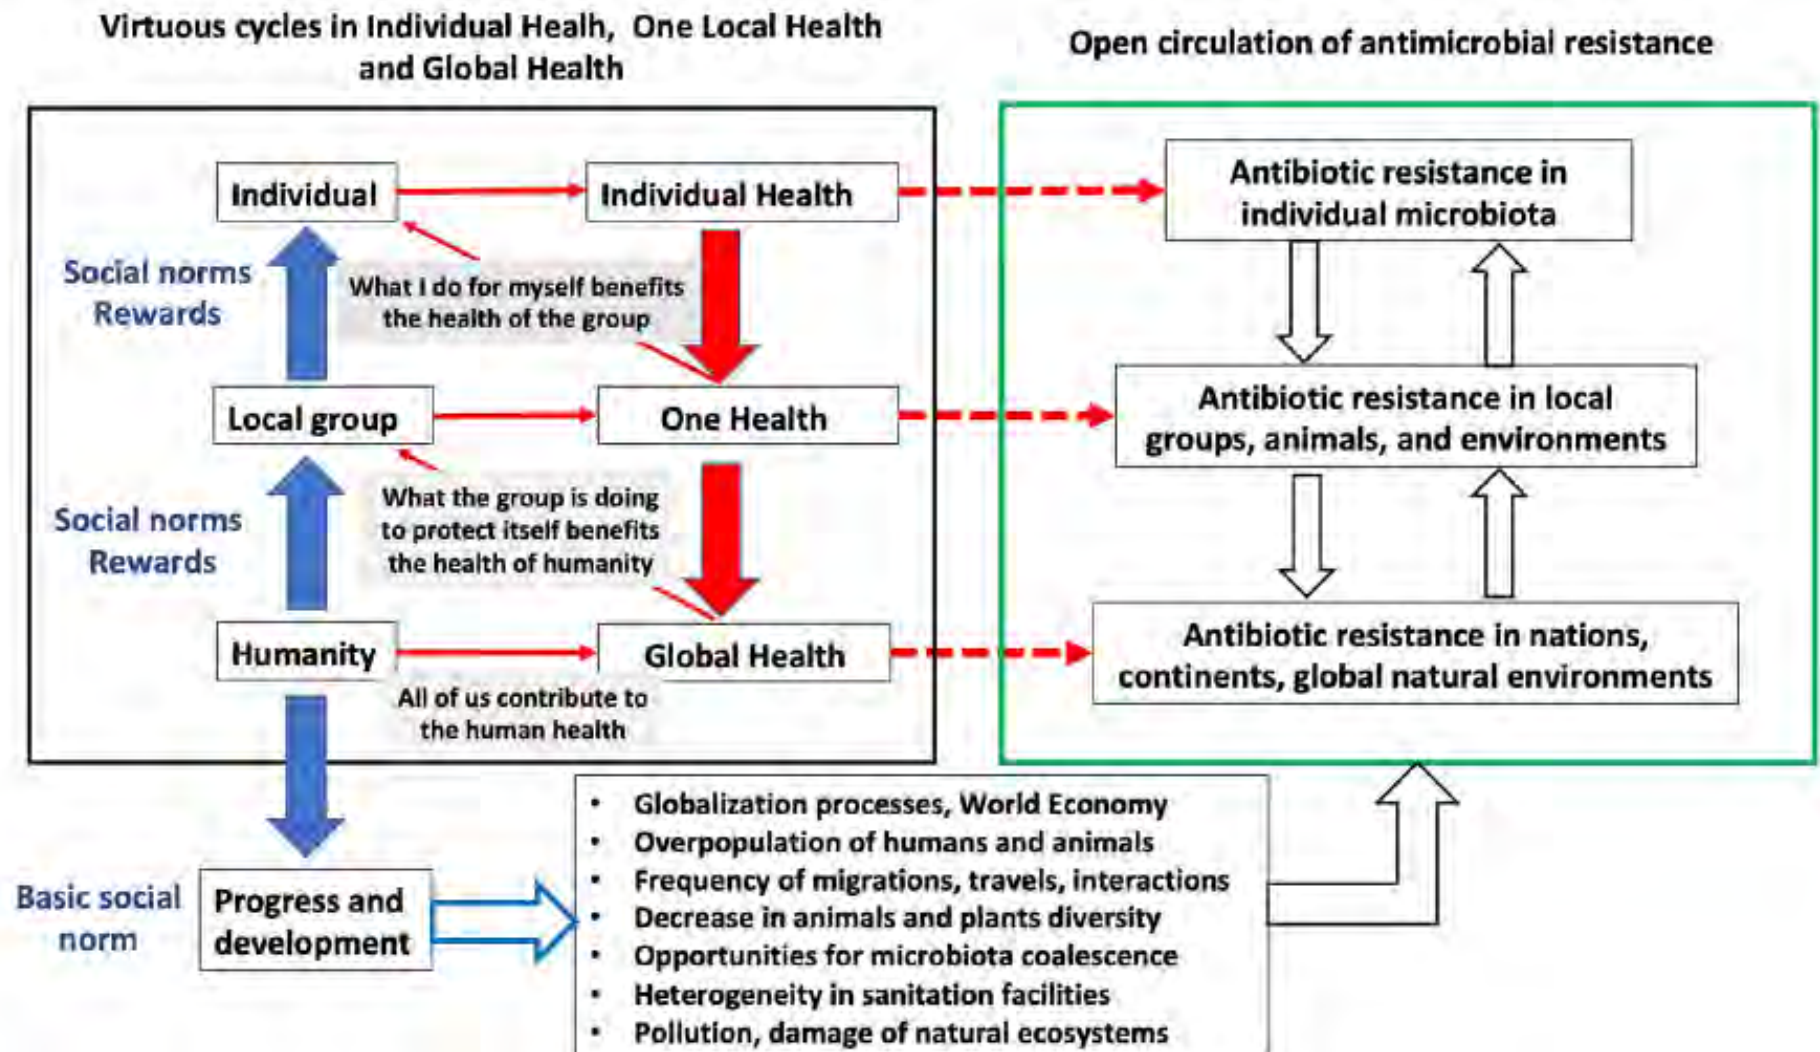 Virtuous cycles in Individual Healh, One Local Health
and Global Health
Open circulation of antimicrobial resistance
Individual
Individual Health
Antibiotic resistance in
individual microbiota
Social norms
Rewards
What I do for myself benefits
the health of the group
Local group
One Health
Antibiotic resistance in local
groups, animals, and environments
Social norms
Rewards
What the group is doing
to protect itself benefits
the health of humanity
Humanity
Global Health
Antibiotic resistance in nations,
continents, global natural environments
All of us contribute to
the human health
Basic social
norm
Progress and
development
• Globalization processes, World Economy
• Overpopulation of humans and animals
• Frequency of migrations, travels, interactions
• Decrease in animals and plants diversity
• Opportunities for microbiota coalescence
• Heterogeneity in sanitation facilities
• Pollution, damage of natural ecosystems